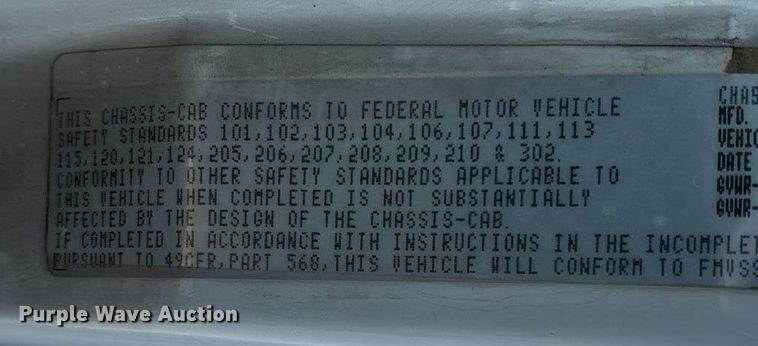 THIS CHASSIS-CAB CONFORMS TO FEDERAL MOTOR VEHICLE
SAFETY STANDARDS 101,102,103,104,106,107,111,113
115,120,121,124,205,206,207,208,209,210 & 302.
CONFORMITY TO OTHER SAFETY STANDARDS APPLICABLE TO
THIS VEHICLE WHEN COMPLETED IS NOT SUBSTANTIALLY
AFFECTED BY THE DESIGN OF THE CHASSIS-CAB.
IF COMPLETED IN ACCORDANCE WITH INSTRUCTIONS IN THE INCOMPLET
PURSUANT TO 49CFR,PART 568,THIS VEHICLE WILL CONFORM TO FMVSS
CHAS
MFD.
VEHIC
DATE
GVWR-
GVWR-
Purple Wave Auction